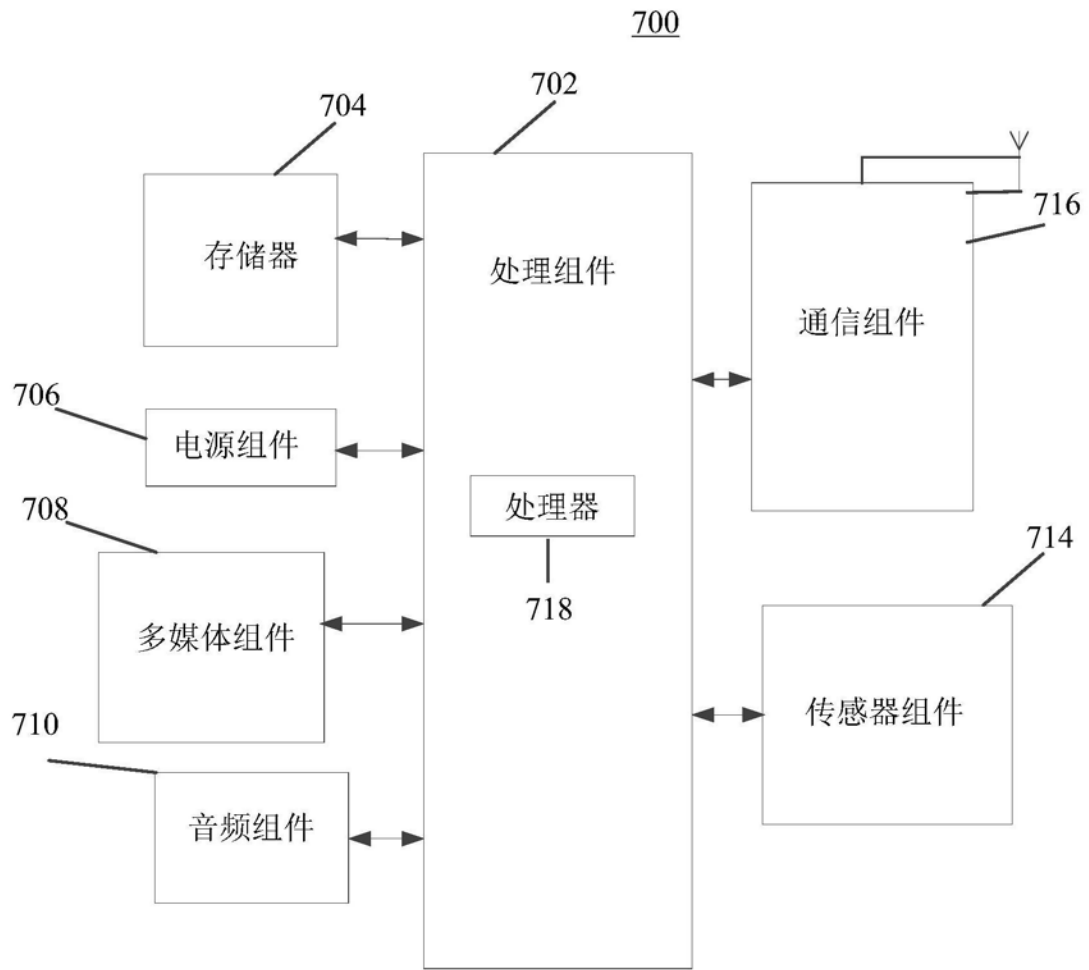 700
702
704
716
存储器
处理组件
通信组件
706
电源组件
708
处理器
718
714
多媒体组件
传感器组件
710
音频组件